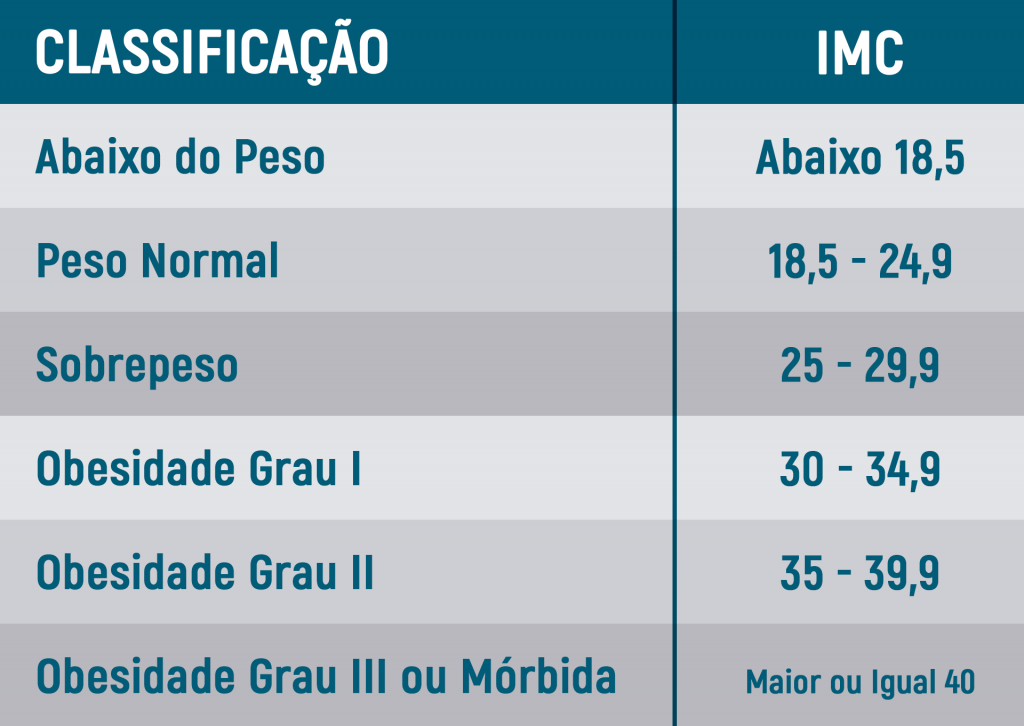 CLASSIFICAÇÃO IMC
Abaixo do Peso Abaixo 18,5
Peso Normal 18,5 - 24,9
Sobrepeso 25 - 29,9
Obesidade Grau I 30 - 34,9
Obesidade Grau II 35 - 39,9
Obesidade Grau III ou Mórbida Maior ou Igual 40